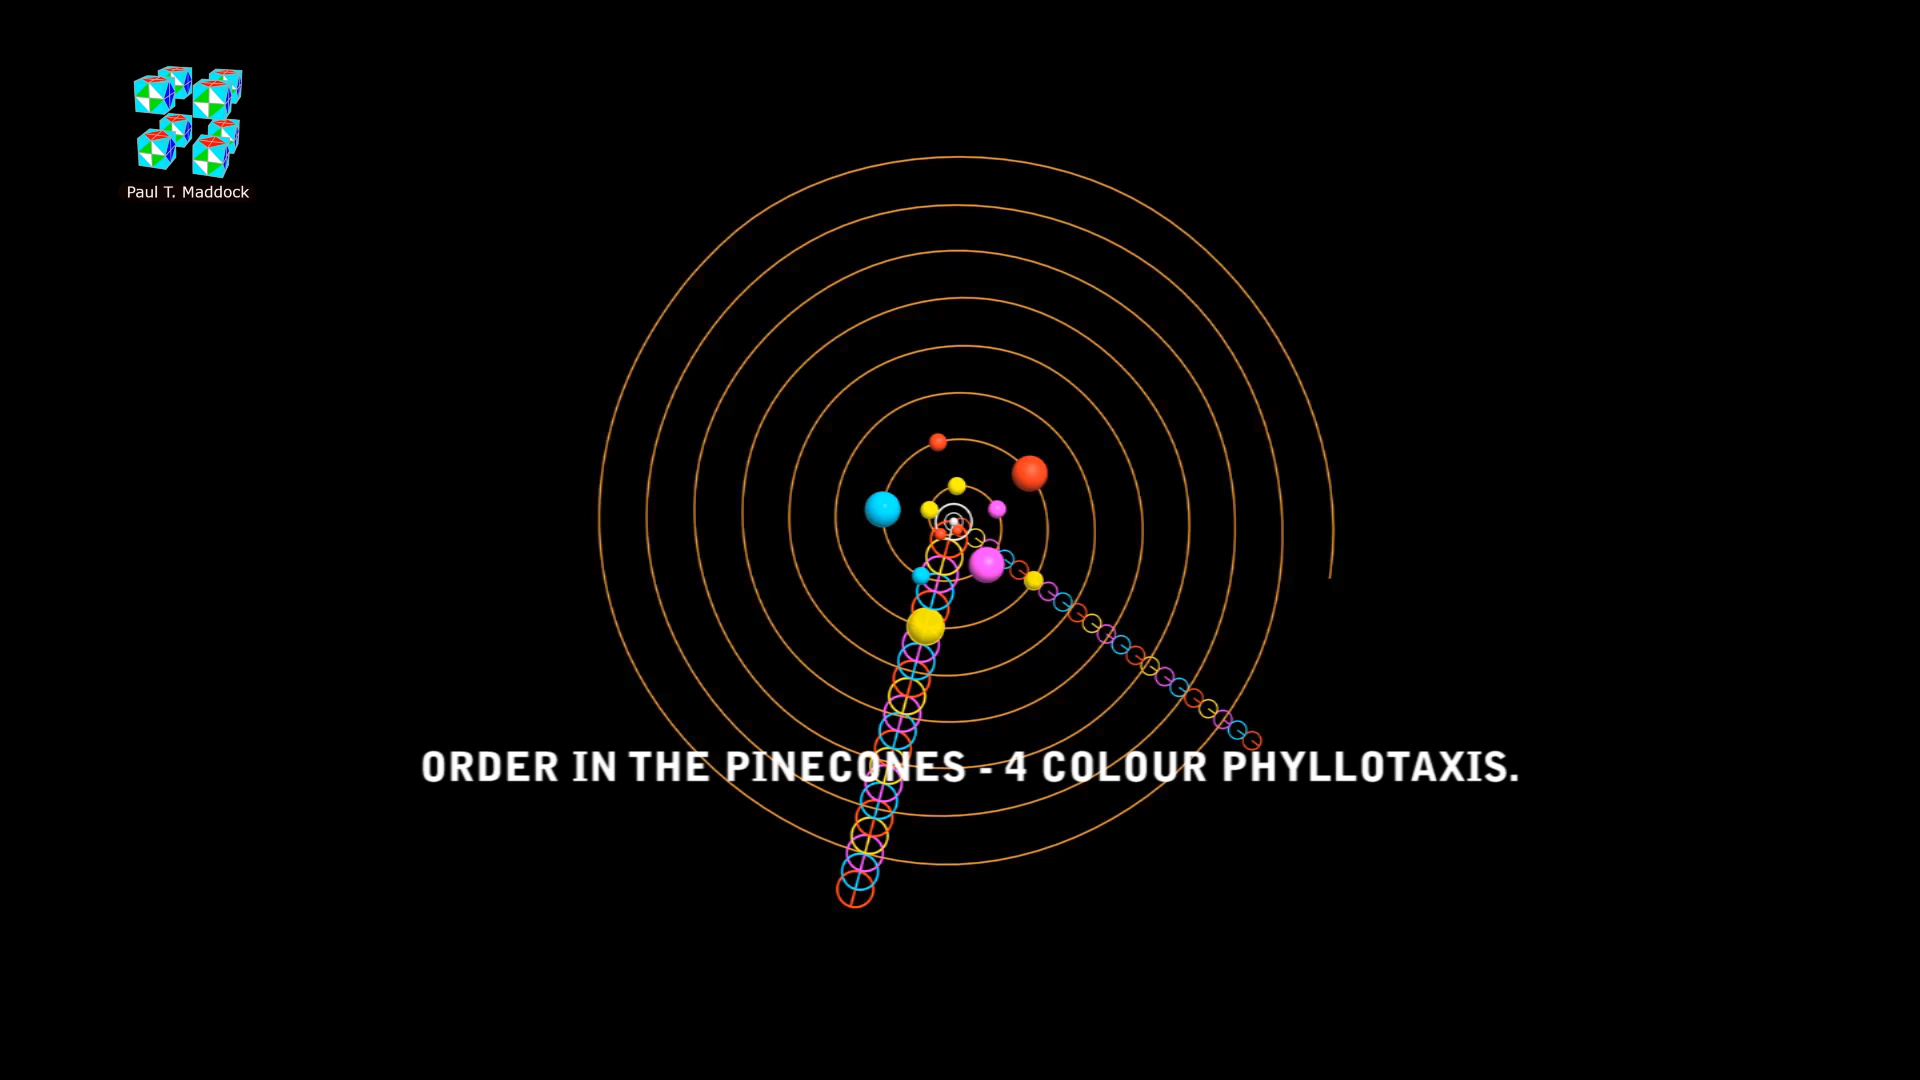 Paul T. Maddock
ORDER IN THE PINECONES - 4 COLOUR PHYLLOTAXIS.